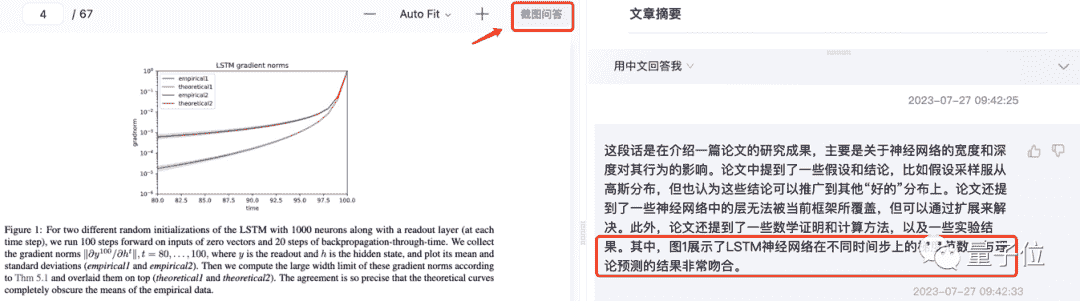 4 / 67
Auto Fit
截图问答
LSTM gradient norms
empirical1
theoretical1
empirical2
theoretical2
gradnorm
10⁰
10⁻¹
10⁻²
10⁻³
10⁻⁴
10⁻⁵
10⁻⁶
80.0 82.5 85.0 87.5 90.0 92.5 95.0 97.5 100.0
time
Figure 1: For two different random initializations of the LSTM with 1000 neurons along with a readout layer (at each
time step), we run 100 steps forward on inputs of zero vectors and 20 steps of backpropagation-through-time. We collect
the gradient norms ‖∂y¹⁰⁰/∂hᵗ‖, t = 80, . . . , 100, where y is the readout and h is the hidden state, and plot its mean and
standard deviations (empirical1 and empirical2). Then we compute the large width limit of these gradient norms according
to Thm 5.1 and overlaid them on top (theoretical1 and theoretical2). The agreement is so precise that the theoretical curves
completely obscure the means of the empirical data.
文章摘要
用中文回答我
2023-07-27 09:42:25
这段话是在介绍一篇论文的研究成果，主要是关于神经网络的宽度和深
度对其行为的影响。论文中提到了一些假设和结论，比如假设采样服从
高斯分布，但也认为这些结论可以推广到其他“好的”分布上。论文还提
到了一些神经网络中的层无法被当前框架所覆盖，但可以通过扩展来解
决。此外，论文还提到了一些数学证明和计算方法，以及一些实验结
果。其中，图1展示了LSTM神经网络在不同时间步上的 数 与理
论预测的结果非常吻合。
量子位
2023-07-27 09:42:33